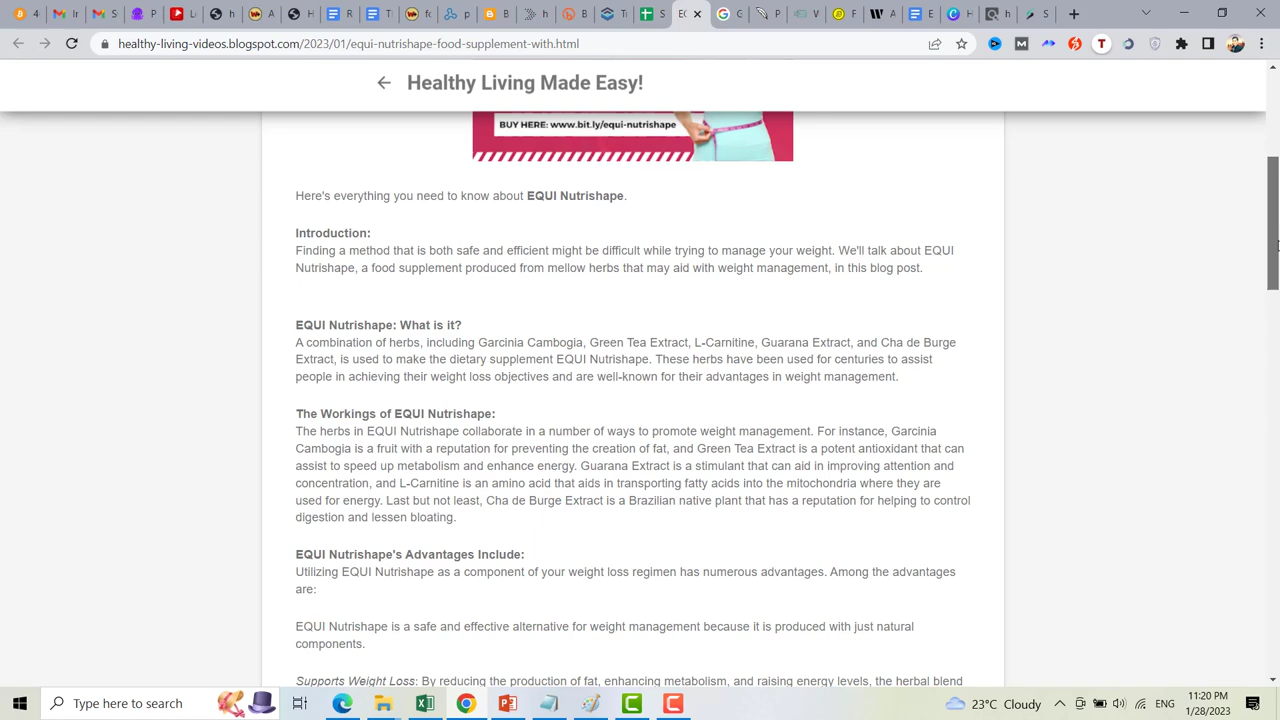 healthy-living-videos.blogspot.com/2023/01/equi-nutrishape-food-supplement-with.html
Healthy Living Made Easy!
BUY HERE: www.bit.ly/equi-nutrishape
Here's everything you need to know about EQUI Nutrishape.
Introduction:
Finding a method that is both safe and efficient might be difficult while trying to manage your weight. We'll talk about EQUI
Nutrishape, a food supplement produced from mellow herbs that may aid with weight management, in this blog post.
EQUI Nutrishape: What is it?
A combination of herbs, including Garcinia Cambogia, Green Tea Extract, L-Carnitine, Guarana Extract, and Cha de Burge
Extract, is used to make the dietary supplement EQUI Nutrishape. These herbs have been used for centuries to assist
people in achieving their weight loss objectives and are well-known for their advantages in weight management.
The Workings of EQUI Nutrishape:
The herbs in EQUI Nutrishape collaborate in a number of ways to promote weight management. For instance, Garcinia
Cambogia is a fruit with a reputation for preventing the creation of fat, and Green Tea Extract is a potent antioxidant that can
assist to speed up metabolism and enhance energy. Guarana Extract is a stimulant that can aid in improving attention and
concentration, and L-Carnitine is an amino acid that aids in transporting fatty acids into the mitochondria where they are
used for energy. Last but not least, Cha de Burge Extract is a Brazilian native plant that has a reputation for helping to control
digestion and lessen bloating.
EQUI Nutrishape's Advantages Include:
Utilizing EQUI Nutrishape as a component of your weight loss regimen has numerous advantages. Among the advantages
are:
EQUI Nutrishape is a safe and effective alternative for weight management because it is produced with just natural
components.
Supports Weight Loss: By reducing the production of fat, enhancing metabolism, and raising energy levels, the herbal blend
Type here to search
23°C Cloudy
ENG
11:20 PM
1/28/2023